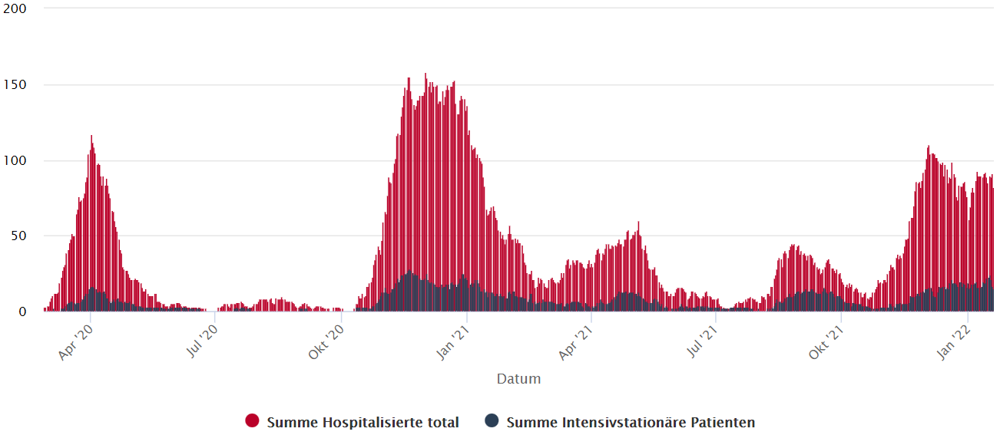 200
150
100
50
0
Apr '20
Jul '20
Okt '20
Jan '21
Apr '21
Jul '21
Okt '21
Jan '22
Datum
Summe Hospitalisierte total
Summe Intensivstationäre Patienten